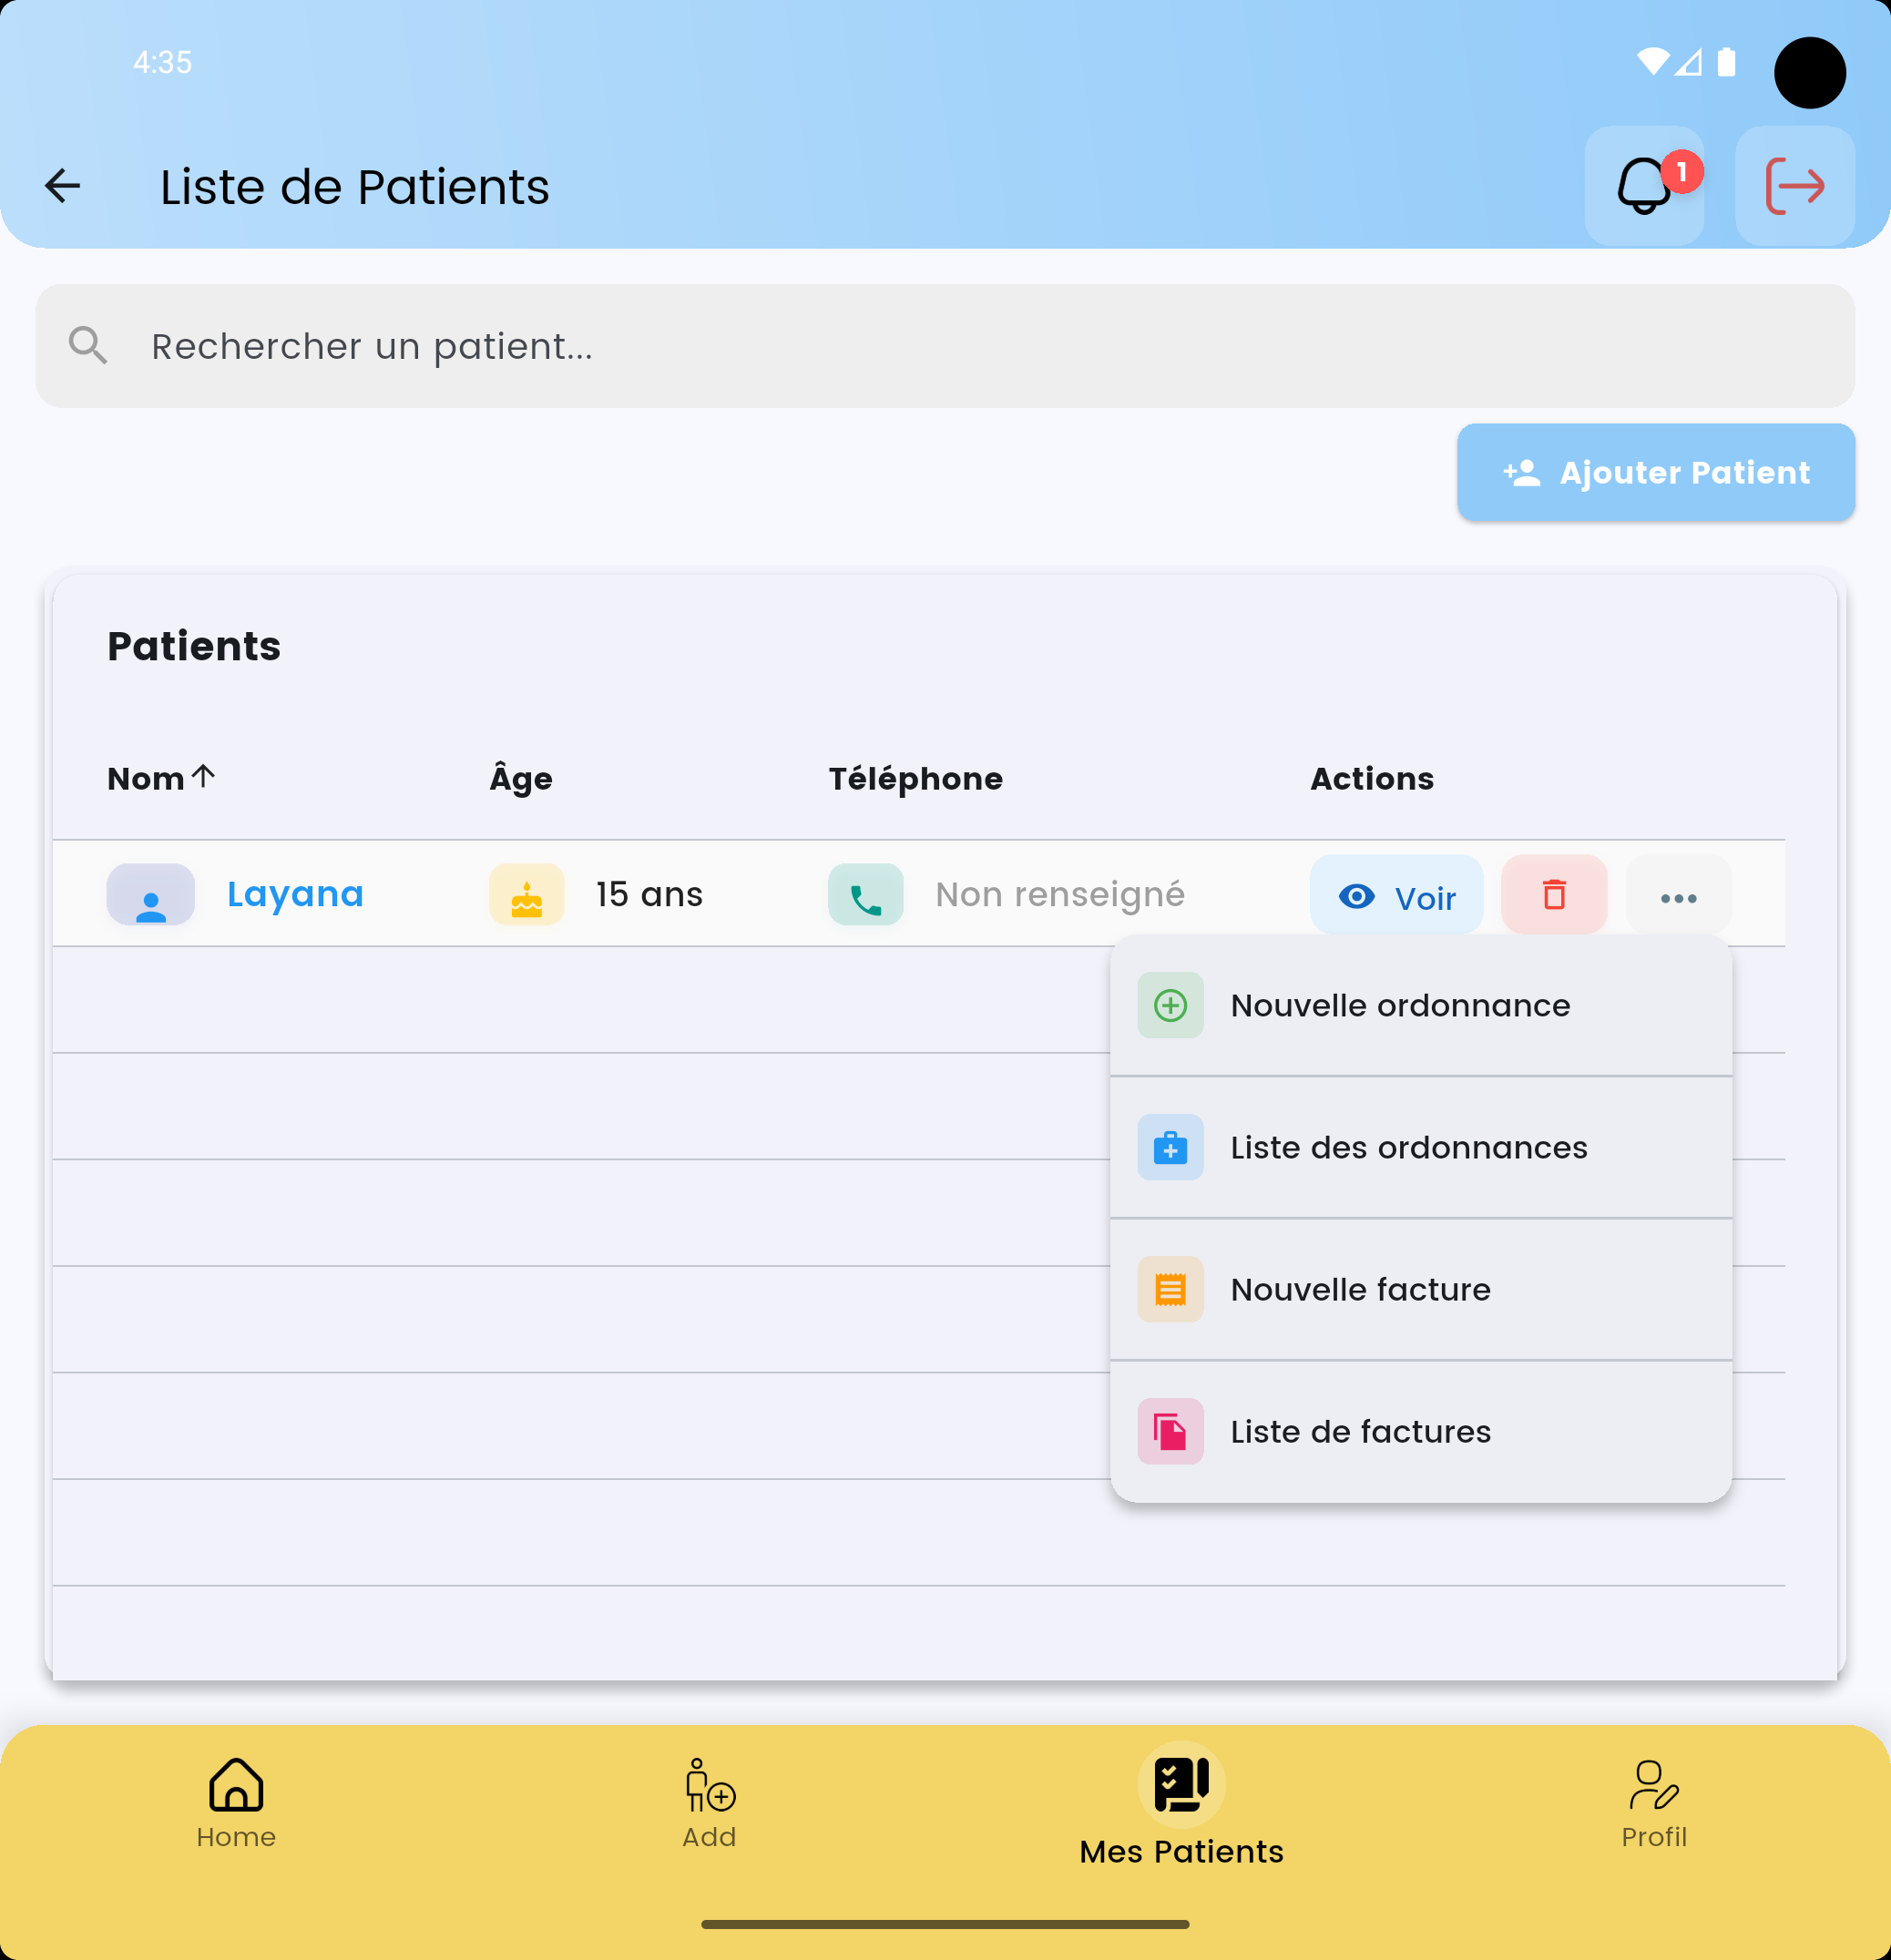 4:35
Liste de Patients
1
Rechercher un patient...
Ajouter Patient
Patients
Nom Âge Téléphone Actions
Layana 15 ans Non renseigné Voir
Nouvelle ordonnance
Liste des ordonnances
Nouvelle facture
Liste de factures
Home Add Mes Patients Profil